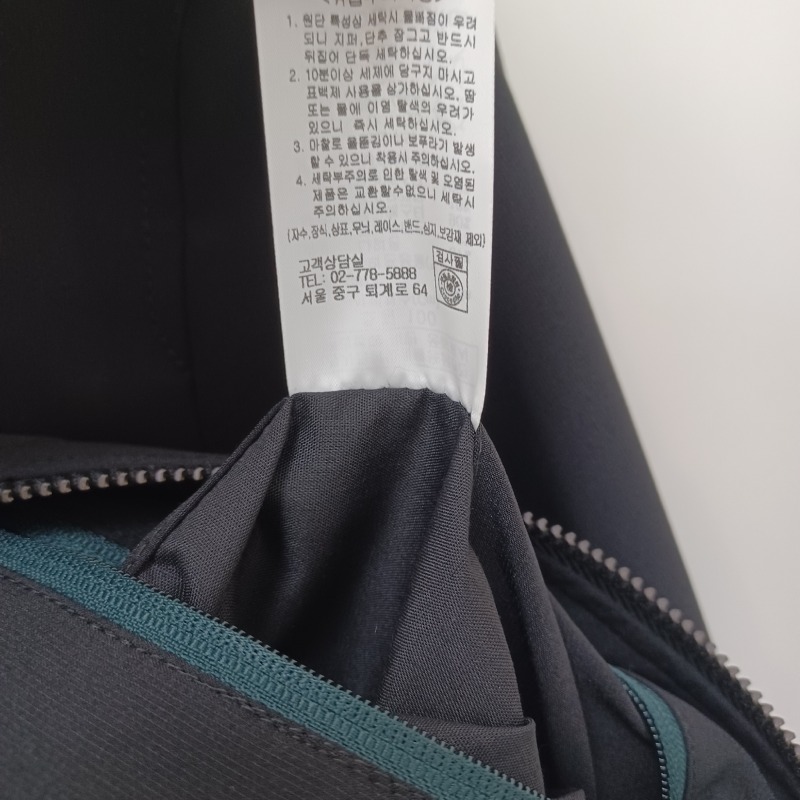 1. 원단 특성상 세탁시 물빠짐이 우려
되니 지퍼,단추 장그고 반드시
뒤집어 단독 세탁하십시오.
2. 10분이상 세제에 담구지 마시고
표백제 사용를 삼가하십시오. 땀
또는 물에 이염 탈색의 우려가
있으니 즉시 세탁하십시오.
3. 마찰로 올뜯김이나 보푸라기 발생
할 수 있으니 착용시 주의하십시오.
4. 세탁부주의로 인한 탈색 및 오염된
제품은 교환할수없으니 세탁시
주의하십시오.
(자수,장식,상표,무늬,레이스,밴드,심지,보강재 제외)
고객상담실
TEL: 02-778-5888
서울 중구 퇴계로 64
검사필